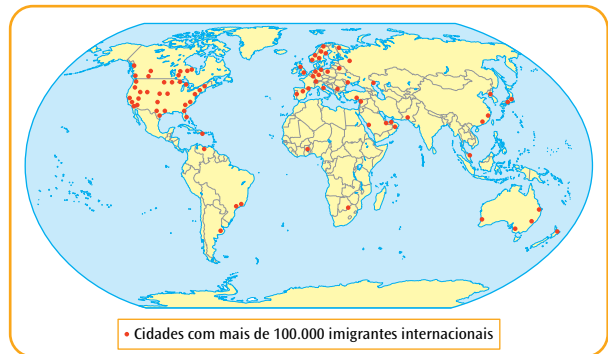 • Cidades com mais de 100.000 imigrantes internacionais